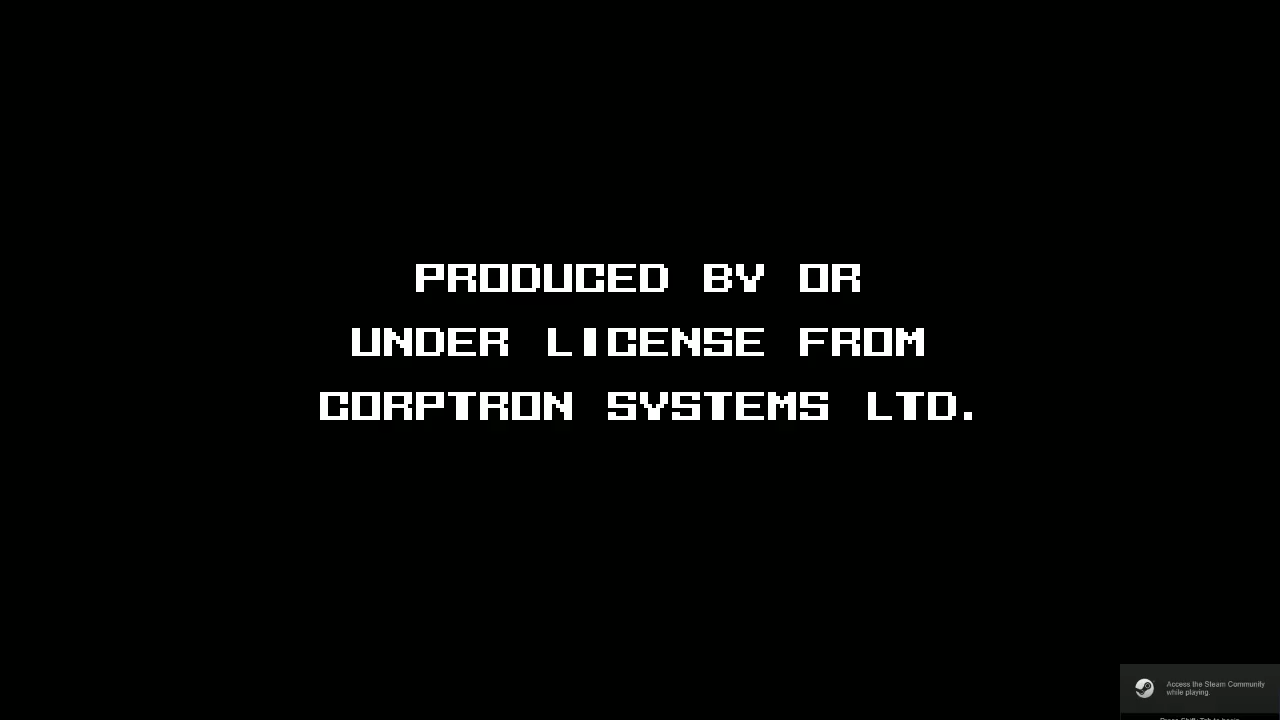 PRODUCED BY OR
UNDER LICENSE FROM
CORPTRON SYSTEMS LTD.
Access the Steam Community
while playing.